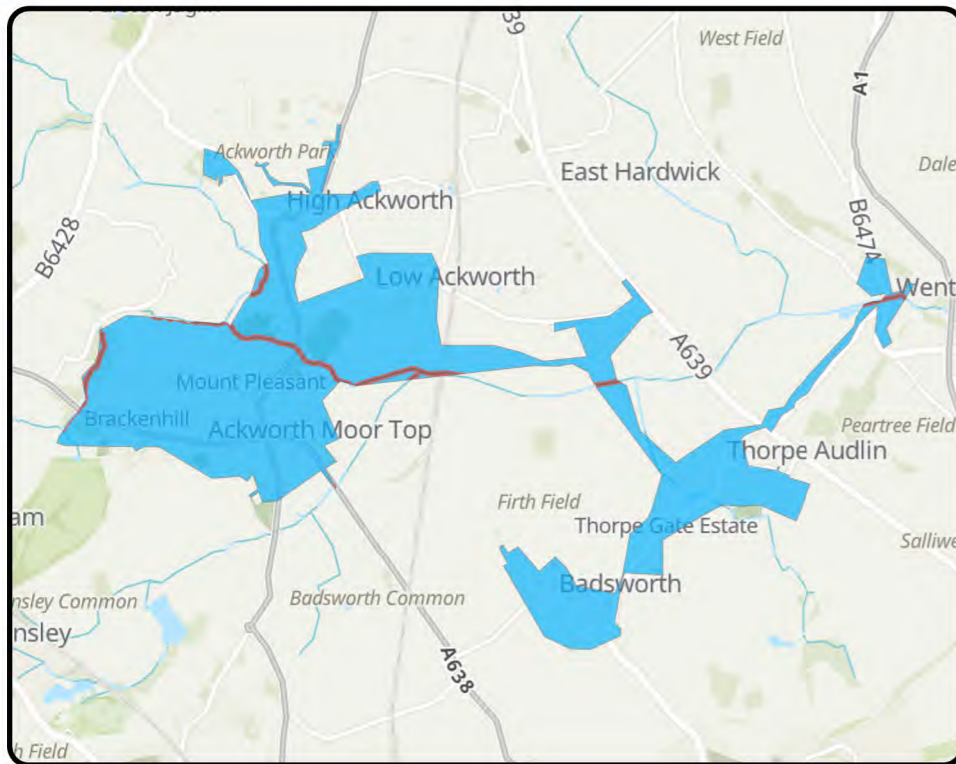 39
West Field
A1
Ackworth Park
East Hardwick
Dale
High Ackworth
B6428
B6474
Low Ackworth
Went
A639
Mount Pleasant
Brackenhill
Ackworth Moor Top
Peartree Field
Thorpe Audlin
Firth Field
am
Thorpe Gate Estate
Salliwe
Badsworth
nsley Common
Badsworth Common
nsley
A638
h Field